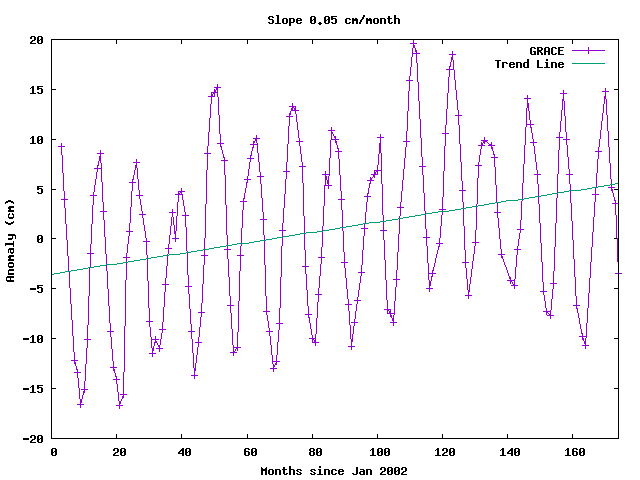 Slope 0.05 cm/month
GRACE
Trend Line
Anomaly (cm)
20
15
10
5
0
-5
-10
-15
-20
0 20 40 60 80 100 120 140 160
Months since Jan 2002